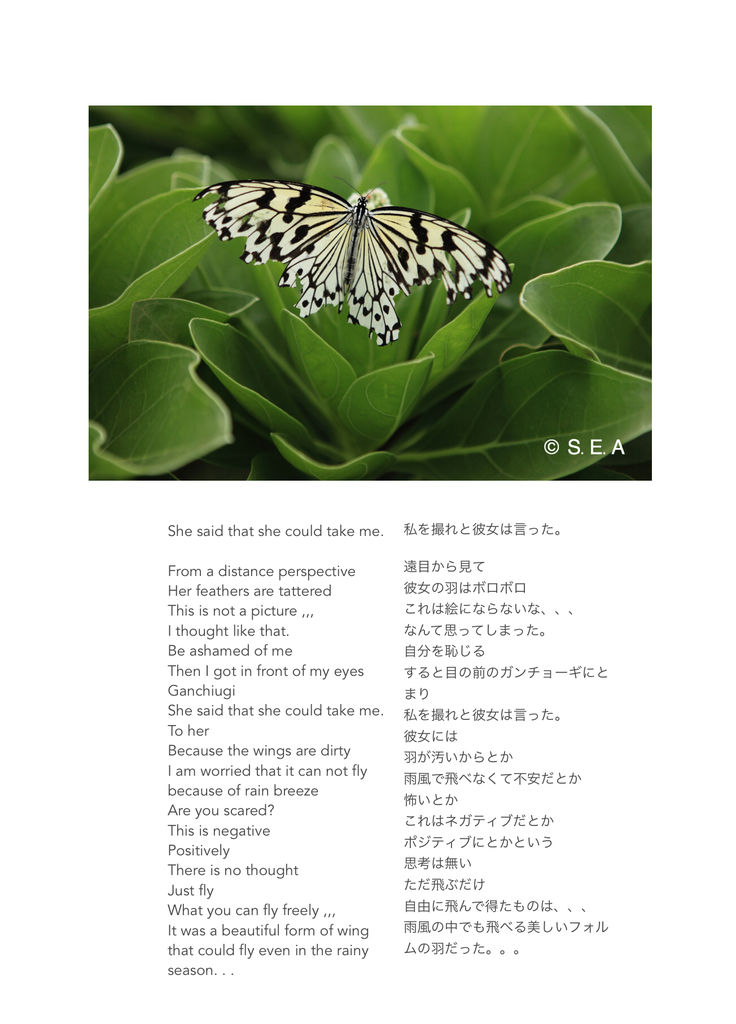 © S. E. A
She said that she could take me.
From a distance perspective
Her feathers are tattered
This is not a picture ,,,
I thought like that.
Be ashamed of me
Then I got in front of my eyes
Ganchiugi
She said that she could take me.
To her
Because the wings are dirty
I am worried that it can not fly
because of rain breeze
Are you scared?
This is negative
Positively
There is no thought
Just fly
What you can fly freely ,,,
It was a beautiful form of wing
that could fly even in the rainy
season. . .
私を撮れと彼女は言った。
遠目から見て
彼女の羽はボロボロ
これは絵にならないな、、、
なんて思ってしまった。
自分を恥じる
すると目の前のガンチョーギにと
まり
私を撮れと彼女は言った。
彼女には
羽が汚いからとか
雨風で飛べなくて不安だとか
怖いとか
これはネガティブだとか
ポジティブにとかという
思考は無い
ただ飛ぶだけ
自由に飛んで得たものは、、、
雨風の中でも飛べる美しいフォル
ムの羽だった。。。